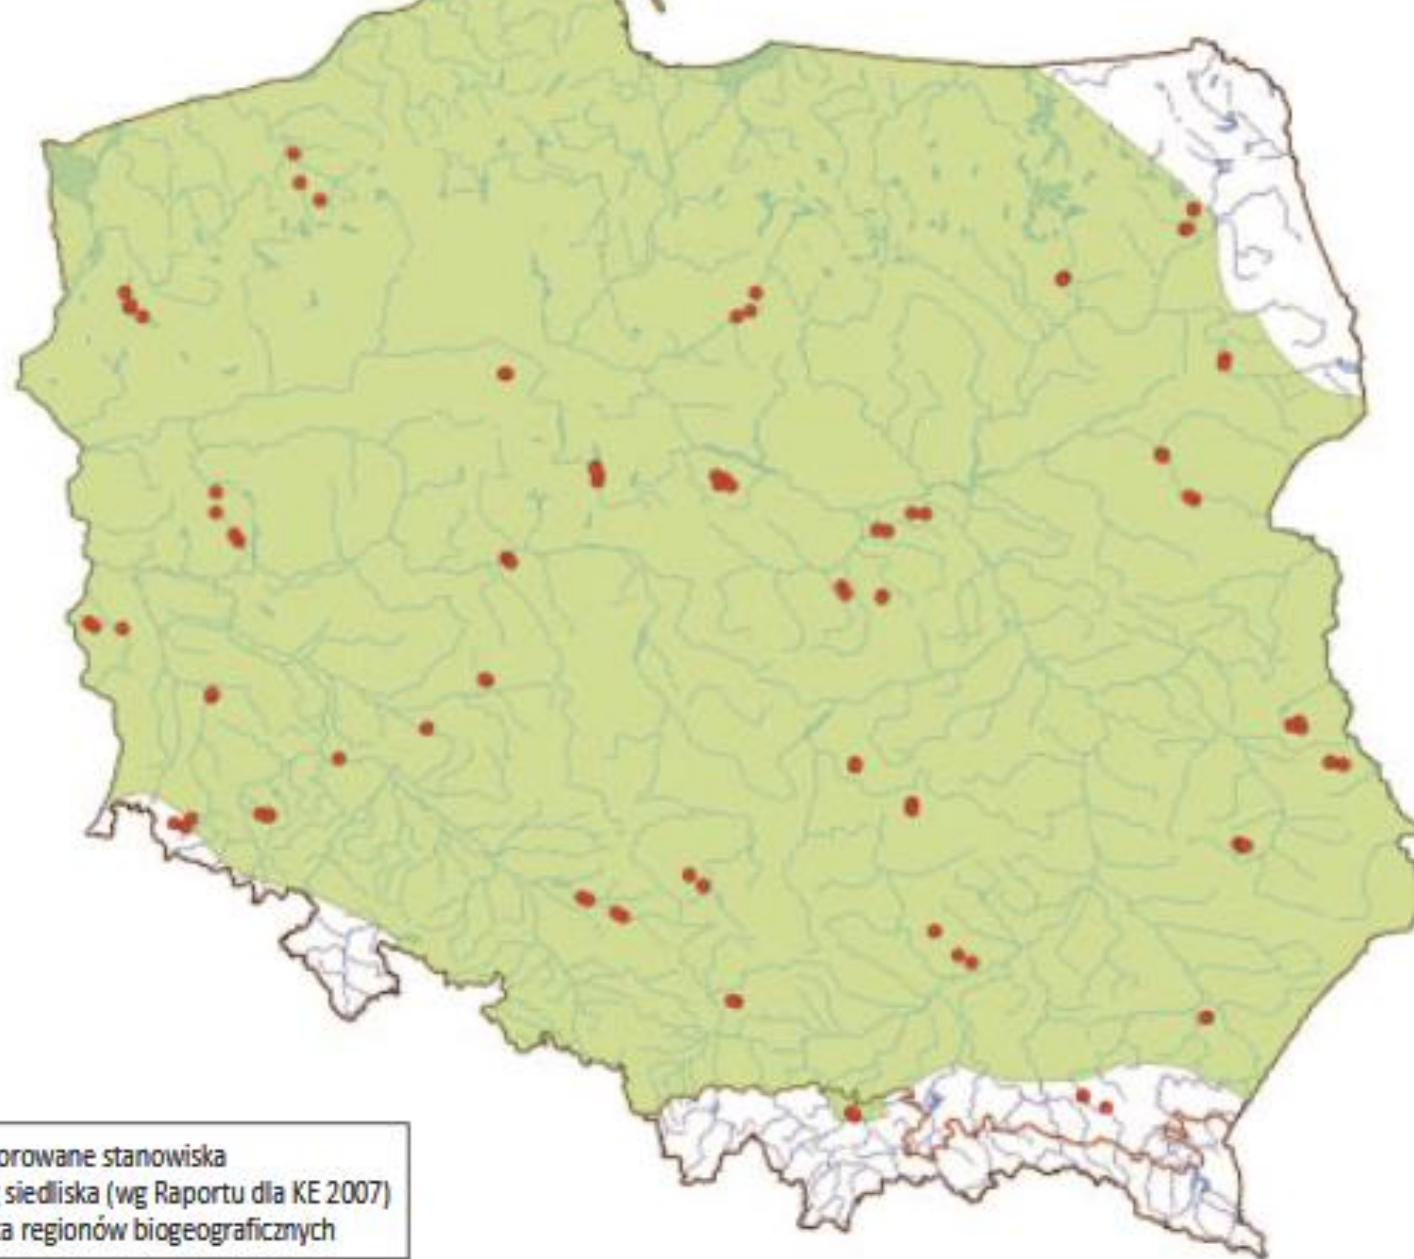 orowane stanowiska
siedliska (wg Raportu dla KE 2007)
a regionów biogeograficznych